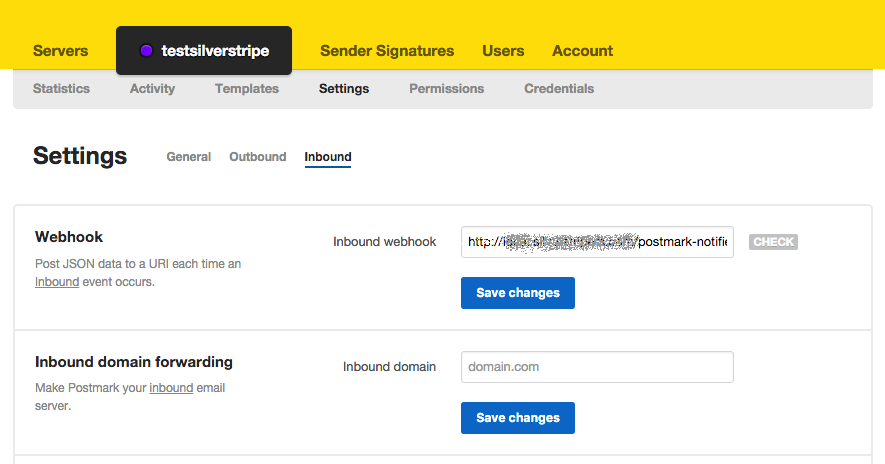 Servers testsilverstripe Sender Signatures Users Account
Statistics Activity Templates Settings Permissions Credentials
Settings General Outbound Inbound
Webhook
Post JSON data to a URI each time an
Inbound event occurs.
Inbound webhook http:// /postmark-notifie CHECK
Save changes
Inbound domain forwarding
Make Postmark your inbound email
server.
Inbound domain domain.com
Save changes